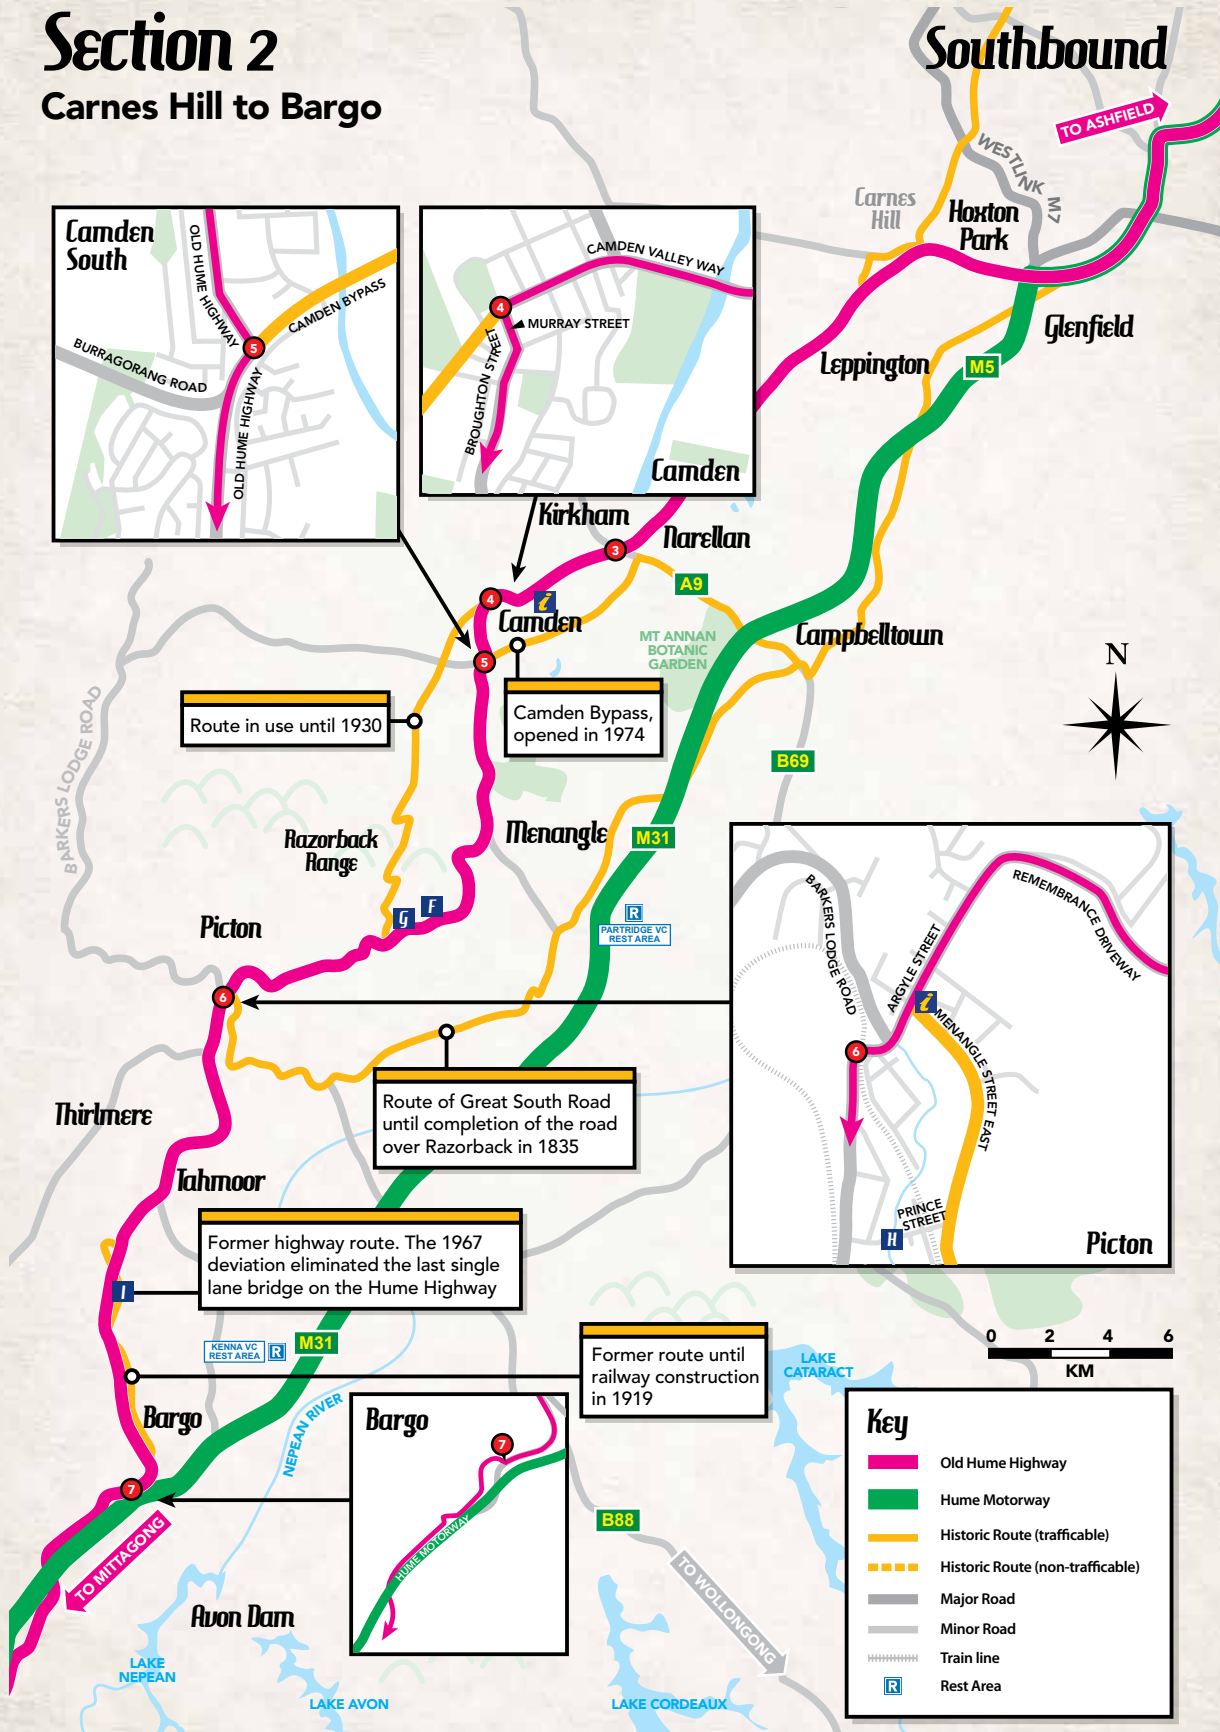 Section 2
Carnes Hill to Bargo
Southbound
TO ASHFIELD
WESTLINK M7
Carnes
Hill
Hoxton
Park
Glenfield
Leppington
M5
Camden
South
OLD HUME HIGHWAY
CAMDEN BYPASS
5
BURRAGORANG ROAD
OLD HUME HIGHWAY
CAMDEN VALLEY WAY
4
MURRAY STREET
BROUGHTON STREET
Camden
Kirkham
Narellan
3
A9
4
i
Camden
5
MT ANNAN
BOTANIC
GARDEN
Campbelltown
N
Route in use until 1930
Camden Bypass,
opened in 1974
B69
BARKERS LODGE ROAD
Razorback
Range
Menangle
M31
G
F
R
PARTRIDGE VC
REST AREA
Picton
6
BARKERS LODGE ROAD
ARGYLE STREET
REMEMBRANCE DRIVEWAY
i
MENANGLE STREET EAST
6
PRINCE
STREET
H
Picton
Route of Great South Road
until completion of the road
over Razorback in 1835
Thirlmere
Tahmoor
Former highway route. The 1967
deviation eliminated the last single
lane bridge on the Hume Highway
I
KENNA VC
REST AREA
R
M31
Former route until
railway construction
in 1919
LAKE
CATARACT
0 2 4 6
KM
Bargo
NEPEAN RIVER
7
Bargo
7
HUME MOTORWAY
B88
TO WOLLONGONG
TO MITTAGONG
Avon Dam
LAKE
NEPEAN
LAKE AVON
LAKE CORDEAUX
Key
Old Hume Highway
Hume Motorway
Historic Route (trafficable)
Historic Route (non-trafficable)
Major Road
Minor Road
Train line
R
Rest Area